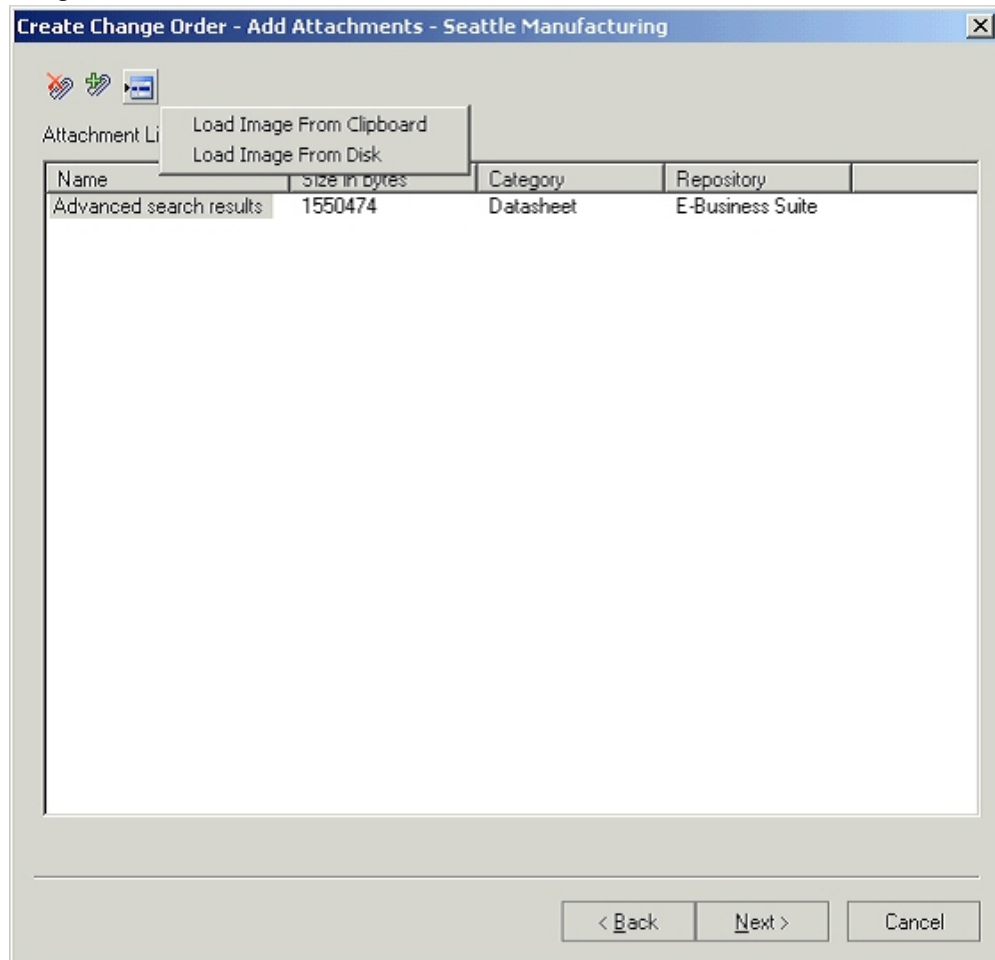 Create Change Order - Add Attachments - Seattle Manufacturing
Load Image From Clipboard
Attachment Li
Load Image From Disk
Name Size in bytes Category Repository
Advanced search results 1550474 Datasheet E-Business Suite
< Back Next > Cancel